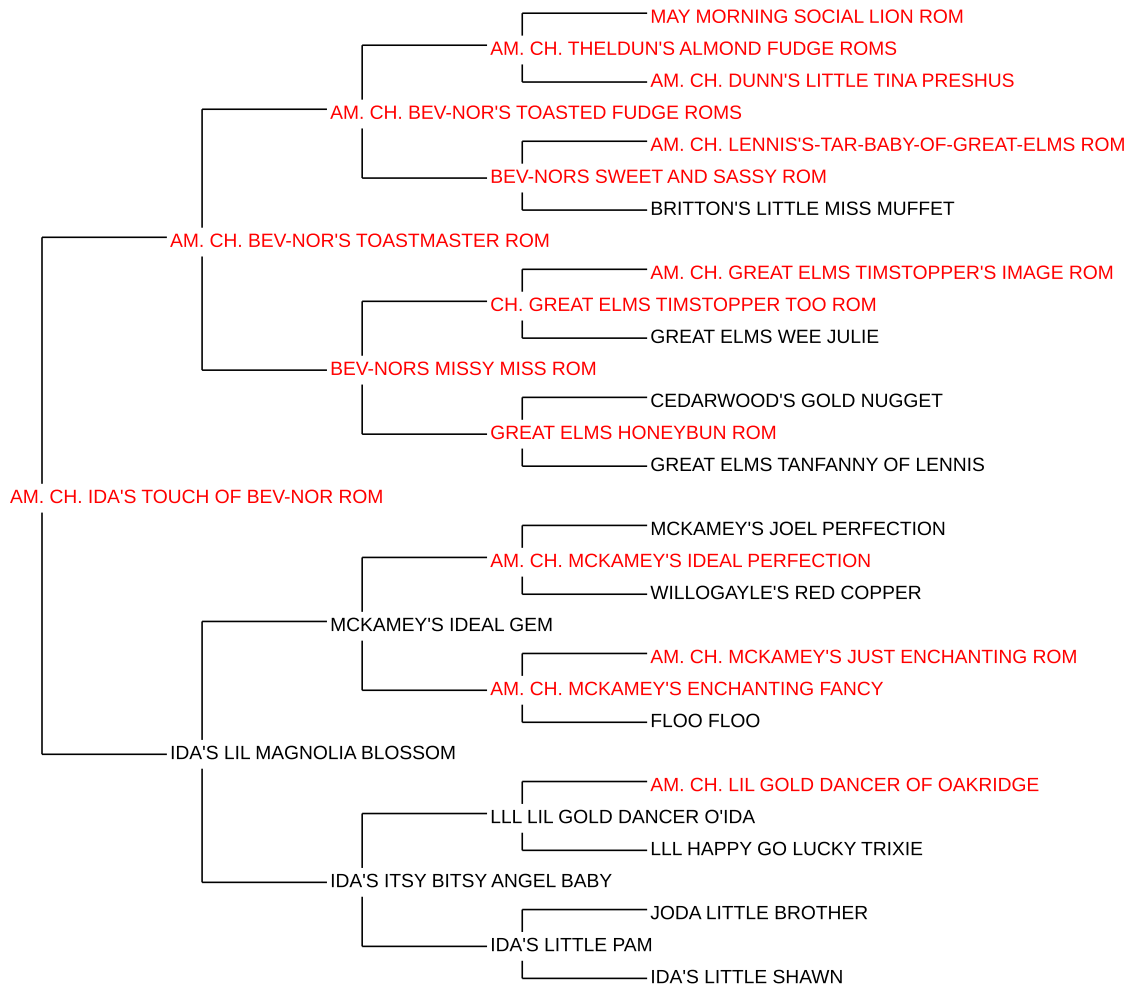 MAY MORNING SOCIAL LION ROM
AM. CH. THELDUN'S ALMOND FUDGE ROMS
AM. CH. DUNN'S LITTLE TINA PRESHUS
AM. CH. BEV-NOR'S TOASTED FUDGE ROMS
AM. CH. LENNIS'S-TAR-BABY-OF-GREAT-ELMS ROM
BEV-NORS SWEET AND SASSY ROM
BRITTON'S LITTLE MISS MUFFET
AM. CH. BEV-NOR'S TOASTMASTER ROM
AM. CH. GREAT ELMS TIMSTOPPER'S IMAGE ROM
CH. GREAT ELMS TIMSTOPPER TOO ROM
GREAT ELMS WEE JULIE
BEV-NORS MISSY MISS ROM
CEDARWOOD'S GOLD NUGGET
GREAT ELMS HONEYBUN ROM
GREAT ELMS TANFANNY OF LENNIS
AM. CH. IDA'S TOUCH OF BEV-NOR ROM
MCKAMEY'S JOEL PERFECTION
AM. CH. MCKAMEY'S IDEAL PERFECTION
WILLOGAYLE'S RED COPPER
MCKAMEY'S IDEAL GEM
AM. CH. MCKAMEY'S JUST ENCHANTING ROM
AM. CH. MCKAMEY'S ENCHANTING FANCY
FLOO FLOO
IDA'S LIL MAGNOLIA BLOSSOM
AM. CH. LIL GOLD DANCER OF OAKRIDGE
LLL LIL GOLD DANCER O'IDA
LLL HAPPY GO LUCKY TRIXIE
IDA'S ITSY BITSY ANGEL BABY
JODA LITTLE BROTHER
IDA'S LITTLE PAM
IDA'S LITTLE SHAWN